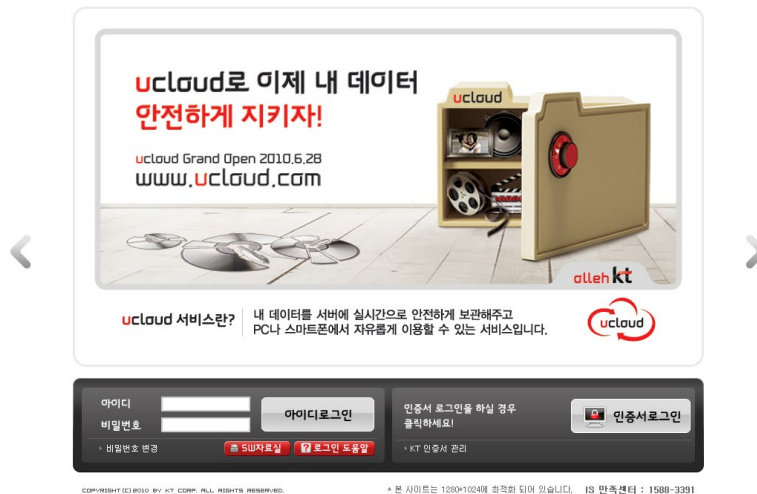 ucloud로 이제 내 데이터
안전하게 지키자!
ucloud
ucloud Grand Open 2010.6.28
www.ucloud.com
olleh kt
ucloud 서비스란?
내 데이터를 서버에 실시간으로 안전하게 보관해주고
PC나 스마트폰에서 자유롭게 이용할 수 있는 서비스입니다.
ucloud
아이디
비밀번호
아이디로그인
› 비밀번호 변경
SW자료실
? 로그인 도움말
인증서 로그인을 하실 경우
클릭하세요!
인증서로그인
› KT 인증서 관리
COPYRIGHT (C) 2010 BY KT CORP. ALL RIGHTS RESERVED.
* 본 사이트는 1280*1024에 최적화 되어 있습니다. IS 만족센터 : 1588-3391